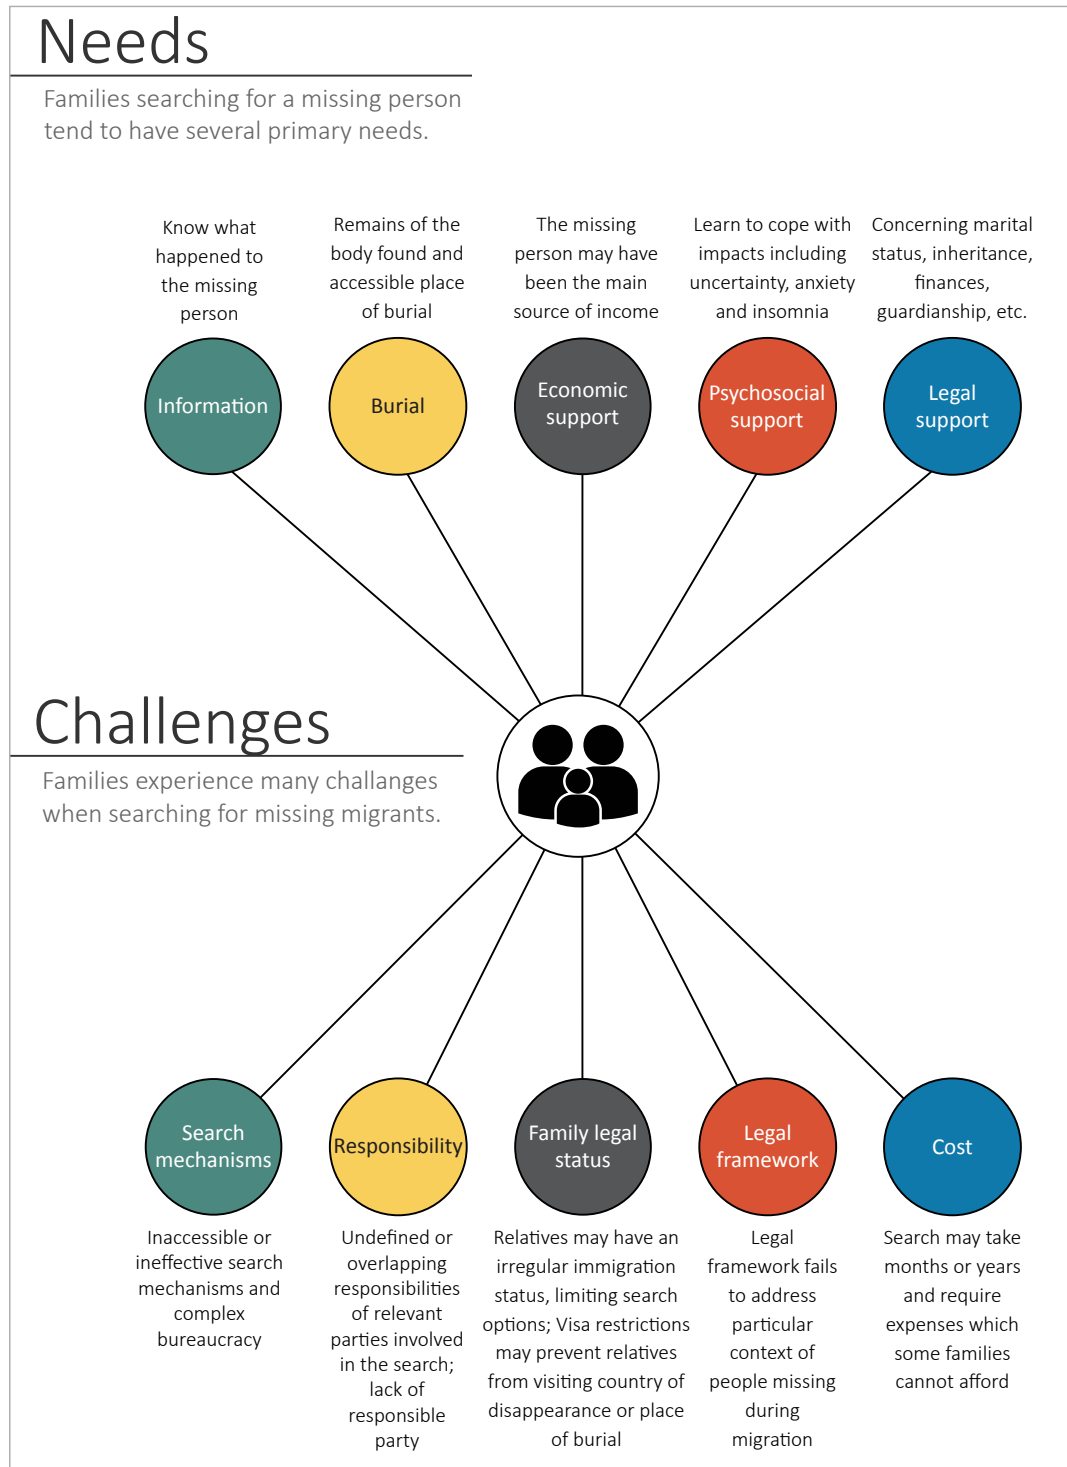 Needs
Families searching for a missing person
tend to have several primary needs.
Know what
happened to
the missing
person
Remains of the
body found and
accessible place
of burial
The missing
person may have
been the main
source of income
Learn to cope with
impacts including
uncertainty, anxiety
and insomnia
Concerning marital
status, inheritance,
finances,
guardianship, etc.
Information
Burial
Economic
support
Psychosocial
support
Legal
support
Challenges
Families experience many challanges
when searching for missing migrants.
Search
mechanisms
Responsibility
Family legal
status
Legal
framework
Cost
Inaccessible or
ineffective search
mechanisms and
complex
bureaucracy
Undefined or
overlapping
responsibilities
of relevant
parties involved
in the search;
lack of
responsible
party
Relatives may have an
irregular immigration
status, limiting search
options; Visa restrictions
may prevent relatives
from visiting country of
disappearance or place
of burial
Legal
framework fails
to address
particular
context of
people missing
during
migration
Search may take
months or years
and require
expenses which
some families
cannot afford